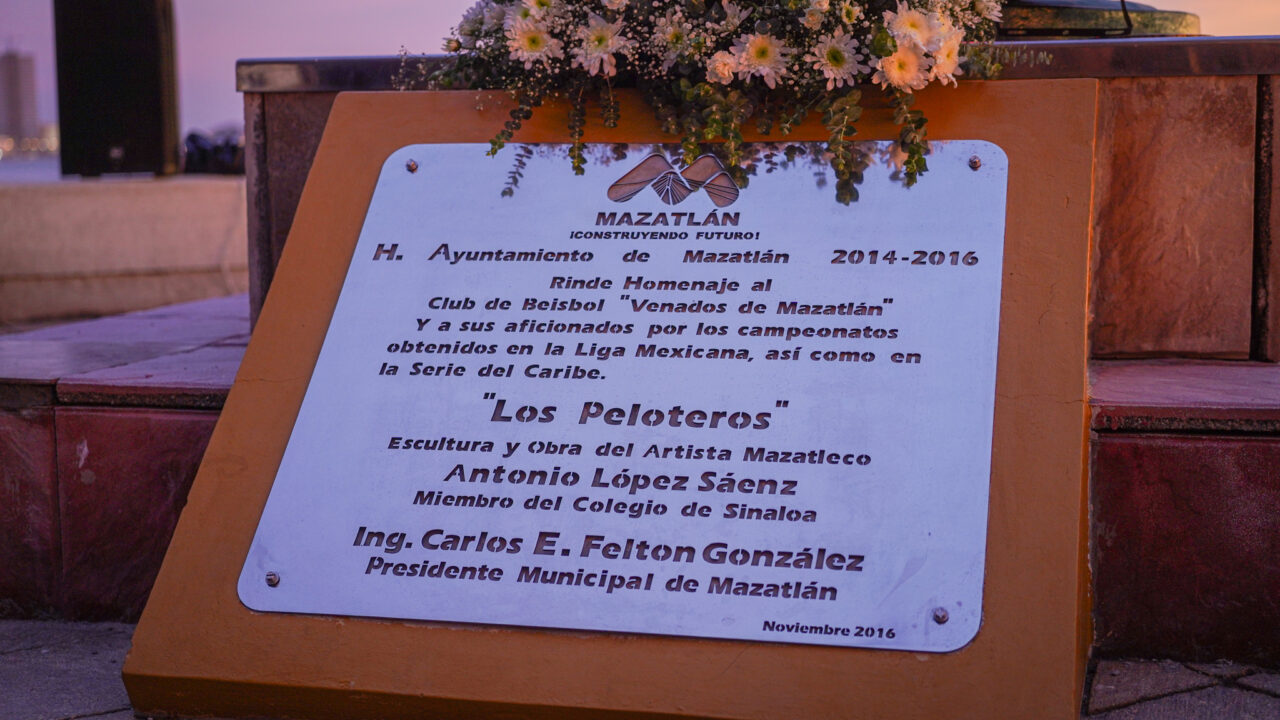 MAZATLÁN
¡CONSTRUYENDO FUTURO!
H. Ayuntamiento de Mazatlán 2014-2016
Rinde Homenaje al
Club de Beisbol "Venados de Mazatlán"
Y a sus aficionados por los campeonatos
obtenidos en la Liga Mexicana, así como en
la Serie del Caribe.
"Los Peloteros"
Escultura y Obra del Artista Mazatleco
Antonio López Sáenz
Miembro del Colegio de Sinaloa
Ing. Carlos E. Felton González
Presidente Municipal de Mazatlán
Noviembre 2016